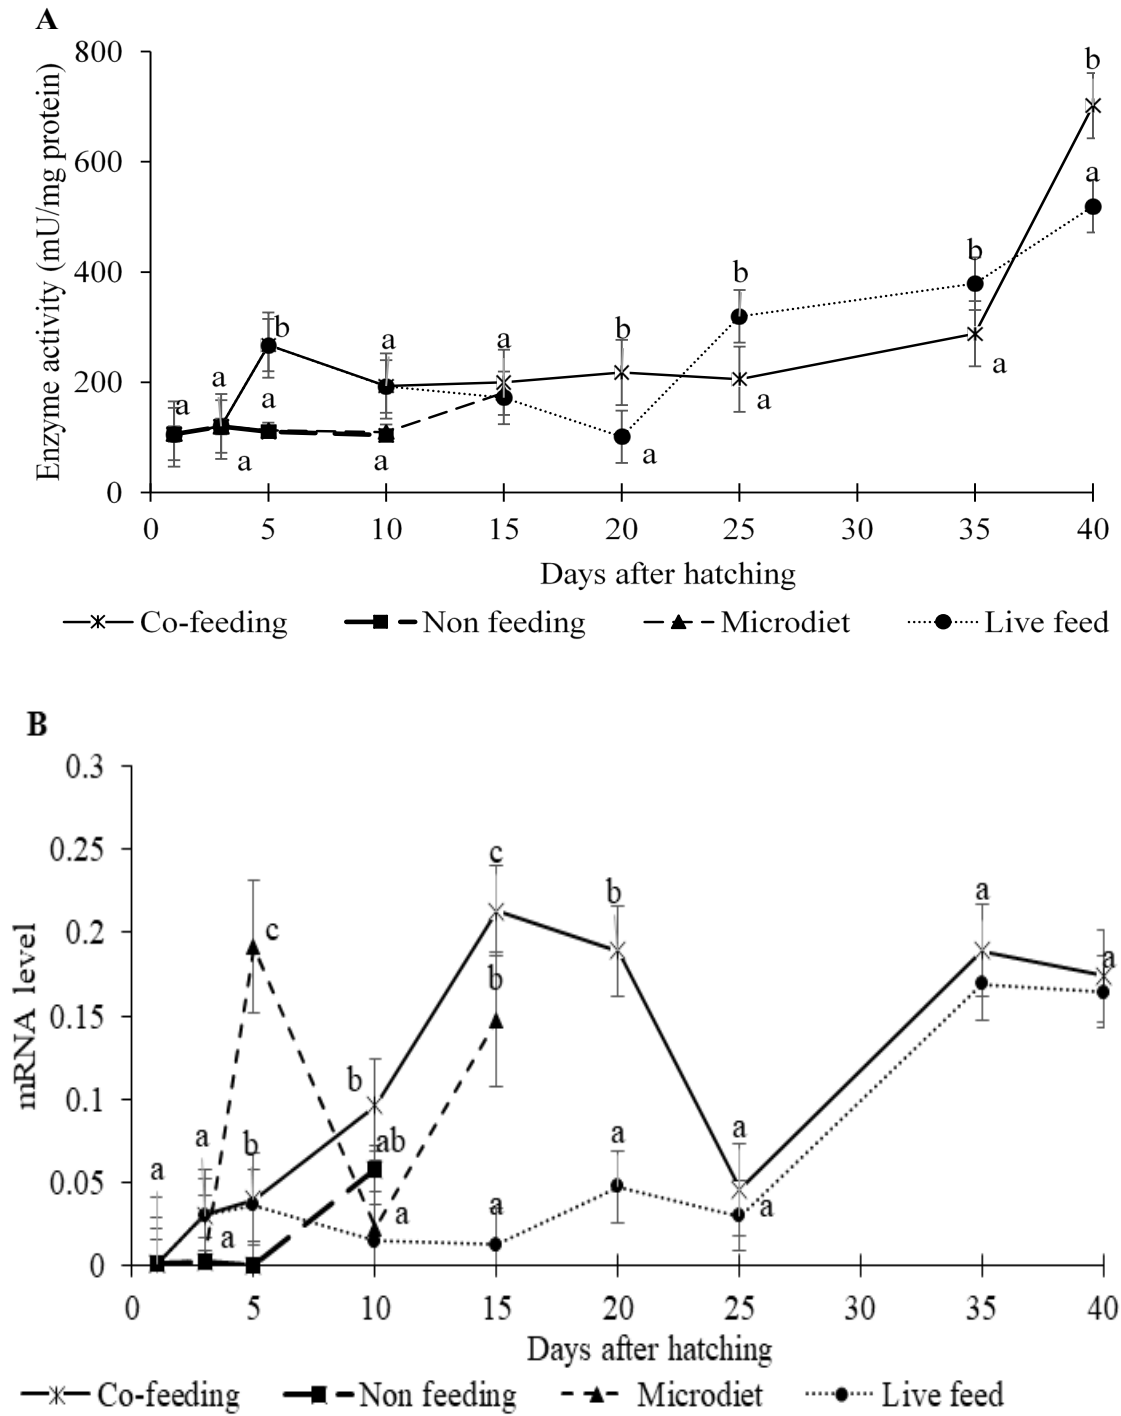 A
800
600
400
200
0
Enzyme activity (mU/mg protein)
b
a
b
b
b
b
a
a
a
a
a
a
a
a
a
a
0 5 10 15 20 25 30 35 40
Days after hatching
Co-feeding Non feeding Microdiet Live feed
B
0.3
0.25
0.2
0.15
0.1
0.05
0
mRNA level
c
b
a
c
a
b
b
ab
a
b
a
a
a
a
a
a
a
0 5 10 15 20 25 30 35 40
Days after hatching
Co-feeding Non feeding Microdiet Live feed